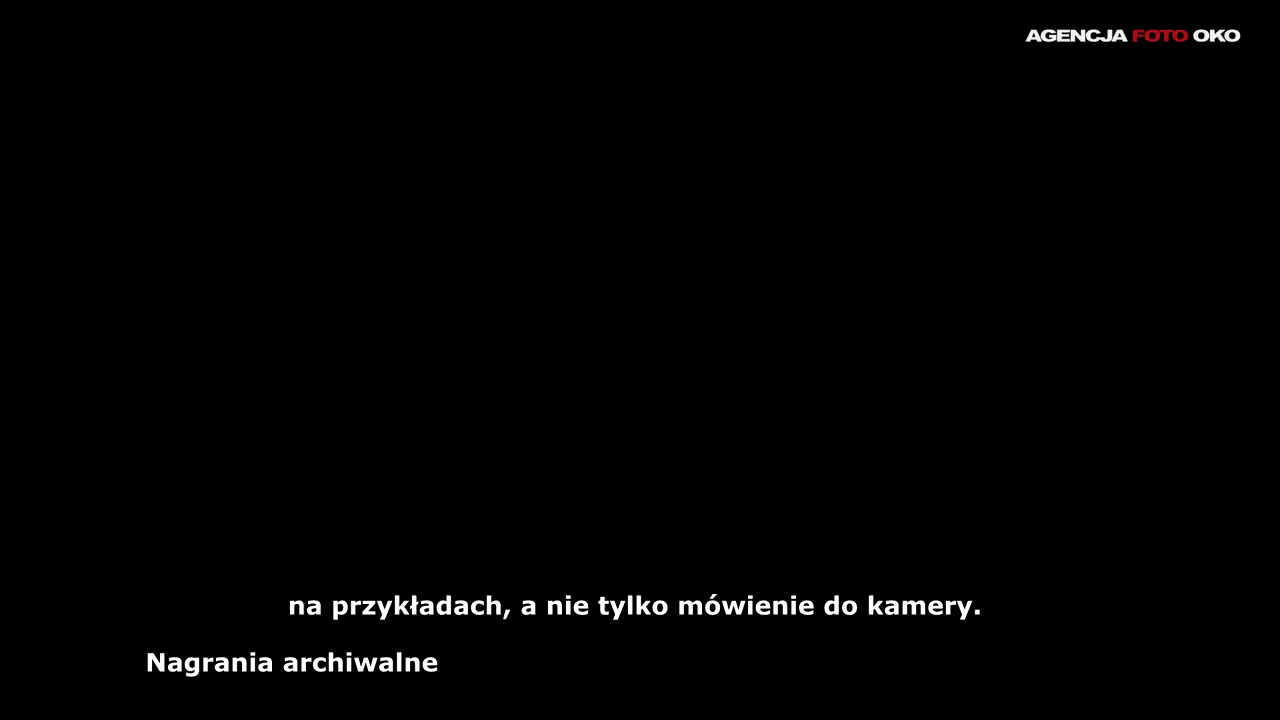 AGENCJA FOTO OKO
na przykładach, a nie tylko mówienie do kamery.
Nagrania archiwalne